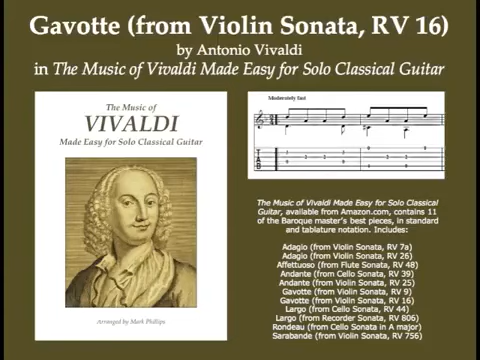 Gavotte (from Violin Sonata, RV 16)
by Antonio Vivaldi
in The Music of Vivaldi Made Easy for Solo Classical Guitar
The Music of
VIVALDI
Made Easy for Solo Classical Guitar
Arranged by Mark Phillips
Moderately fast
The Music of Vivaldi Made Easy for Solo Classical
Guitar, available from Amazon.com, contains 11
of the Baroque master's best pieces, in standard
and tablature notation. Includes:
Adagio (from Violin Sonata, RV 7a)
Adagio (from Violin Sonata, RV 26)
Affettuoso (from Flute Sonata, RV 48)
Andante (from Cello Sonata, RV 39)
Andante (from Violin Sonata, RV 25)
Gavotte (from Violin Sonata, RV 9)
Gavotte (from Violin Sonata, RV 16)
Largo (from Cello Sonata, RV 44)
Largo (from Recorder Sonata, RV 806)
Rondeau (from Cello Sonata in A major)
Sarabande (from Violin Sonata, RV 756)